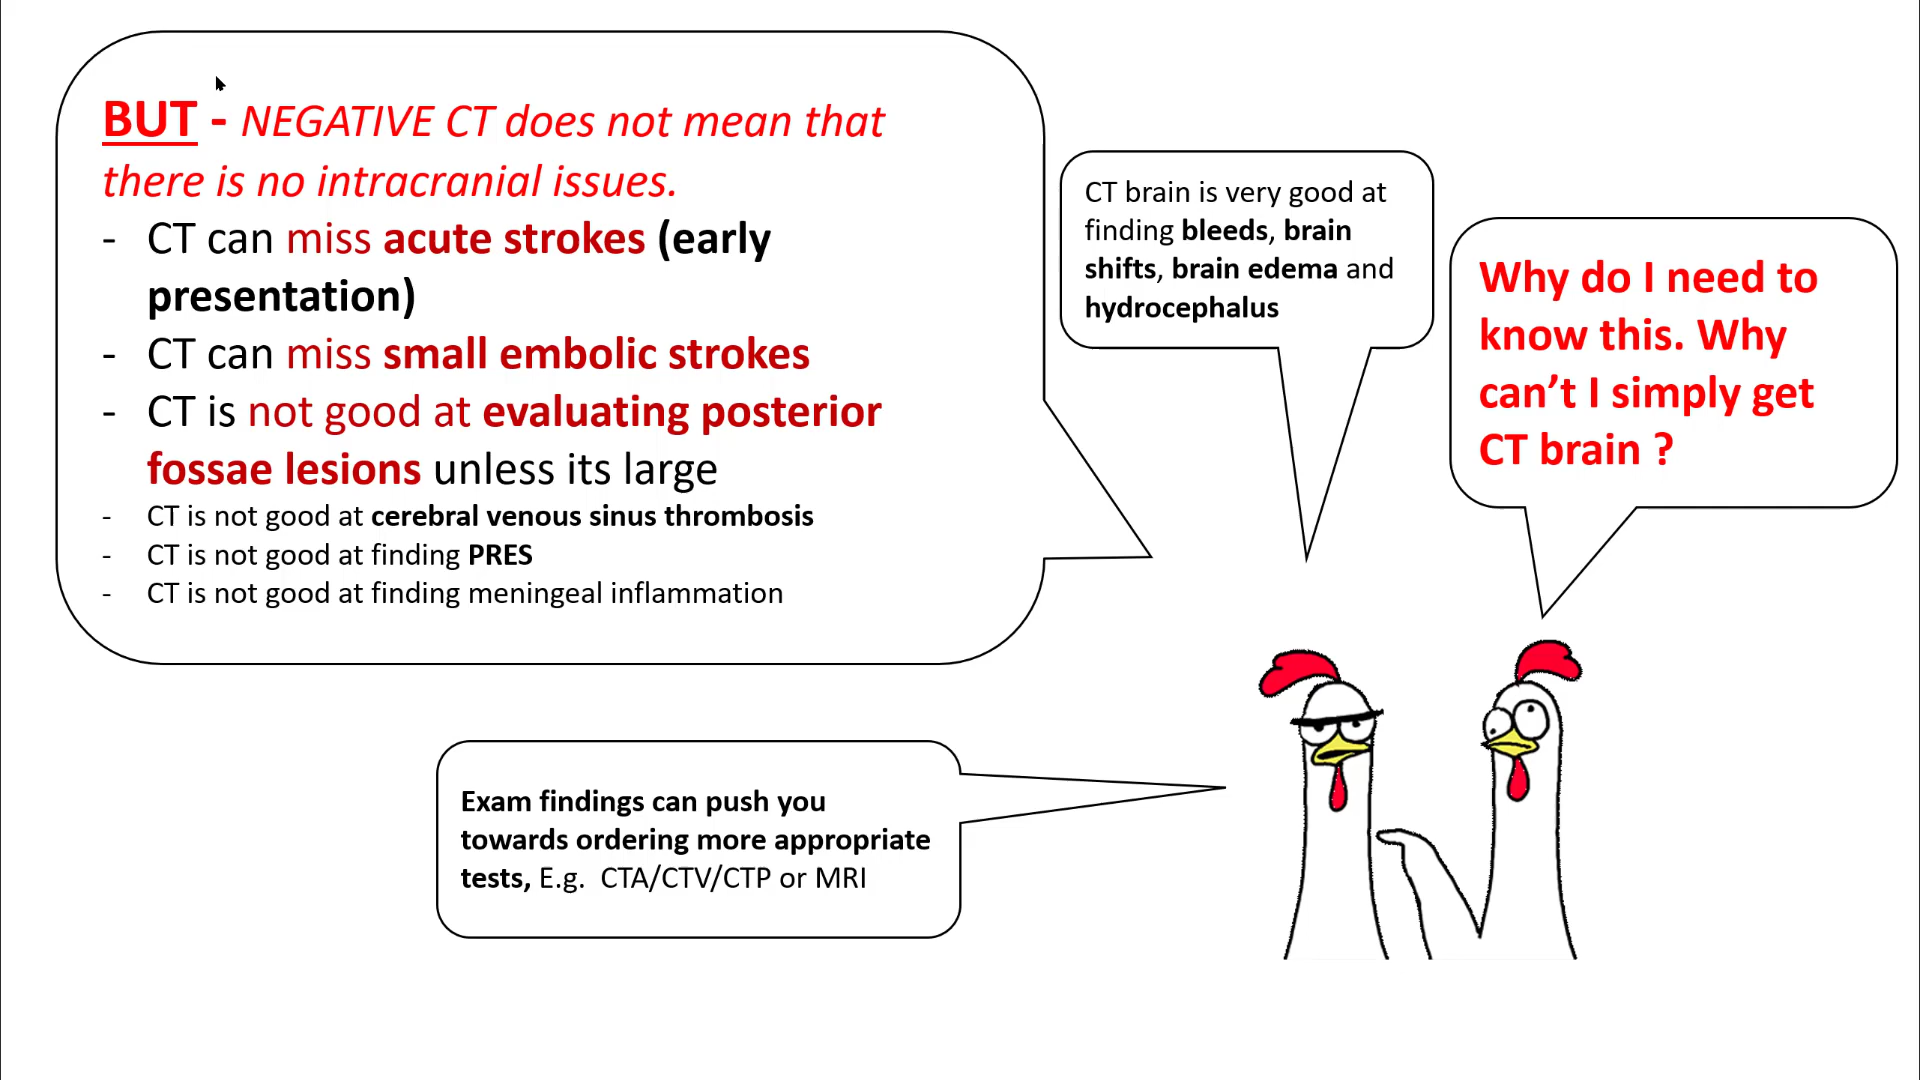 BUT - NEGATIVE CT does not mean that
there is no intracranial issues.
- CT can miss acute strokes (early
presentation)
- CT can miss small embolic strokes
- CT is not good at evaluating posterior
fossae lesions unless its large
- CT is not good at cerebral venous sinus thrombosis
- CT is not good at finding PRES
- CT is not good at finding meningeal inflammation
CT brain is very good at
finding bleeds, brain
shifts, brain edema and
hydrocephalus
Why do I need to
know this. Why
can’t I simply get
CT brain ?
Exam findings can push you
towards ordering more appropriate
tests, E.g. CTA/CTV/CTP or MRI